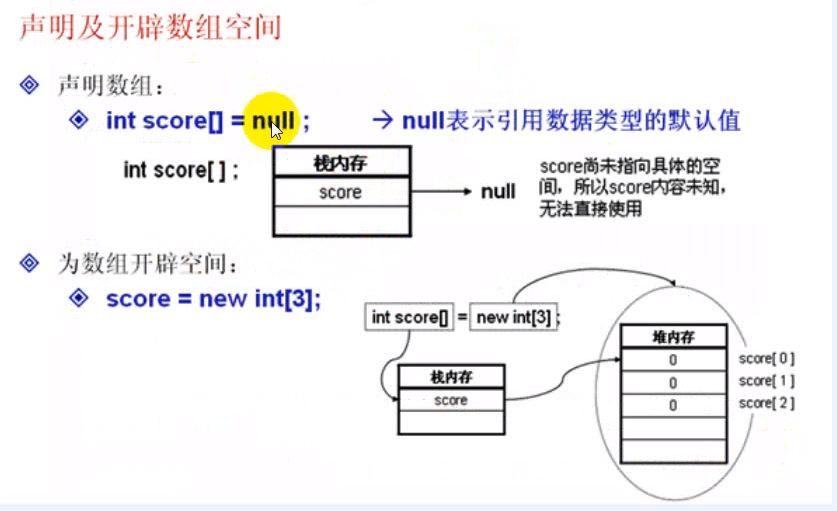 声明及开辟数组空间
声明数组：
int score[] = null ;
→ null表示引用数据类型的默认值
int score[ ] ;
栈内存
score
null
score尚未指向具体的空
间，所以score内容未知，
无法直接使用
为数组开辟空间：
score = new int[3];
int score[] = new int[3] ;
栈内存
score
堆内存
0 score[ 0 ]
0 score[ 1 ]
0 score[ 2 ]